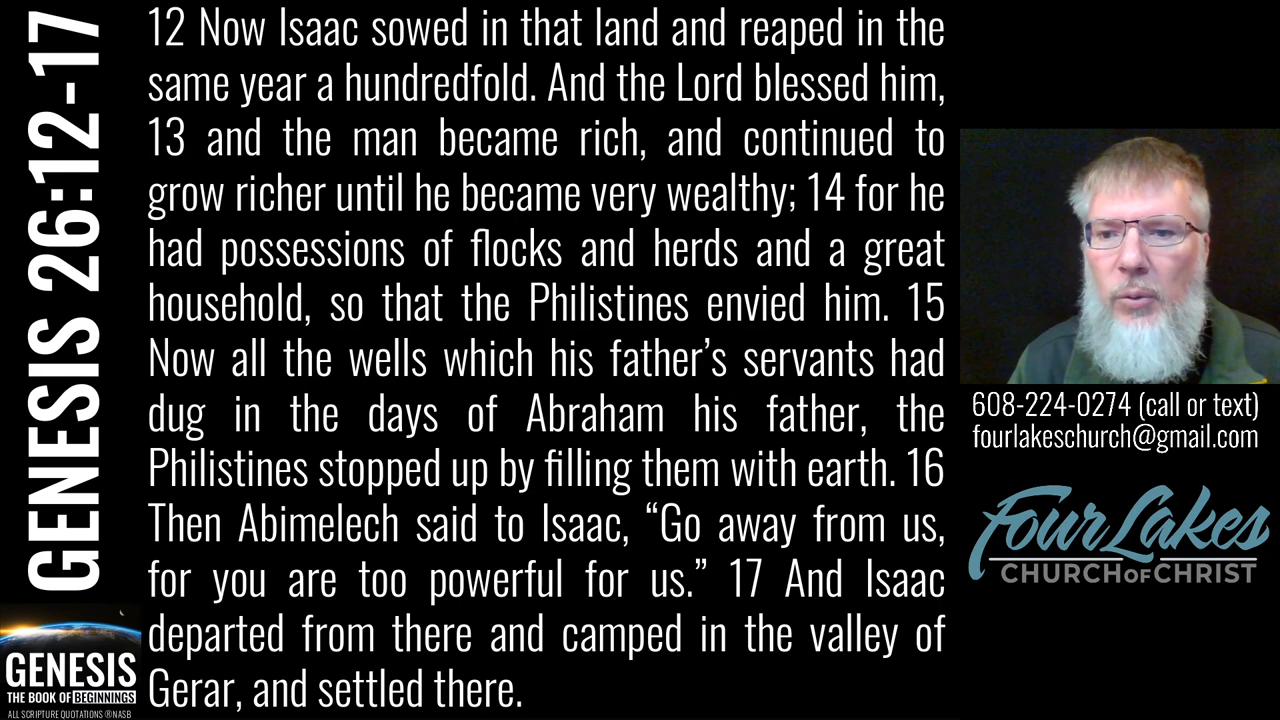 GENESIS 26:12-17
12 Now Isaac sowed in that land and reaped in the
same year a hundredfold. And the Lord blessed him,
13 and the man became rich, and continued to
grow richer until he became very wealthy; 14 for he
had possessions of flocks and herds and a great
household, so that the Philistines envied him. 15
Now all the wells which his father’s servants had
dug in the days of Abraham his father, the
Philistines stopped up by filling them with earth. 16
Then Abimelech said to Isaac, “Go away from us,
for you are too powerful for us.” 17 And Isaac
departed from there and camped in the valley of
Gerar, and settled there.
608-224-0274 (call or text)
fourlakeschurch@gmail.com
Four Lakes
CHURCH OF CHRIST
GENESIS
THE BOOK OF BEGINNINGS
ALL SCRIPTURE QUOTATIONS ®NASB